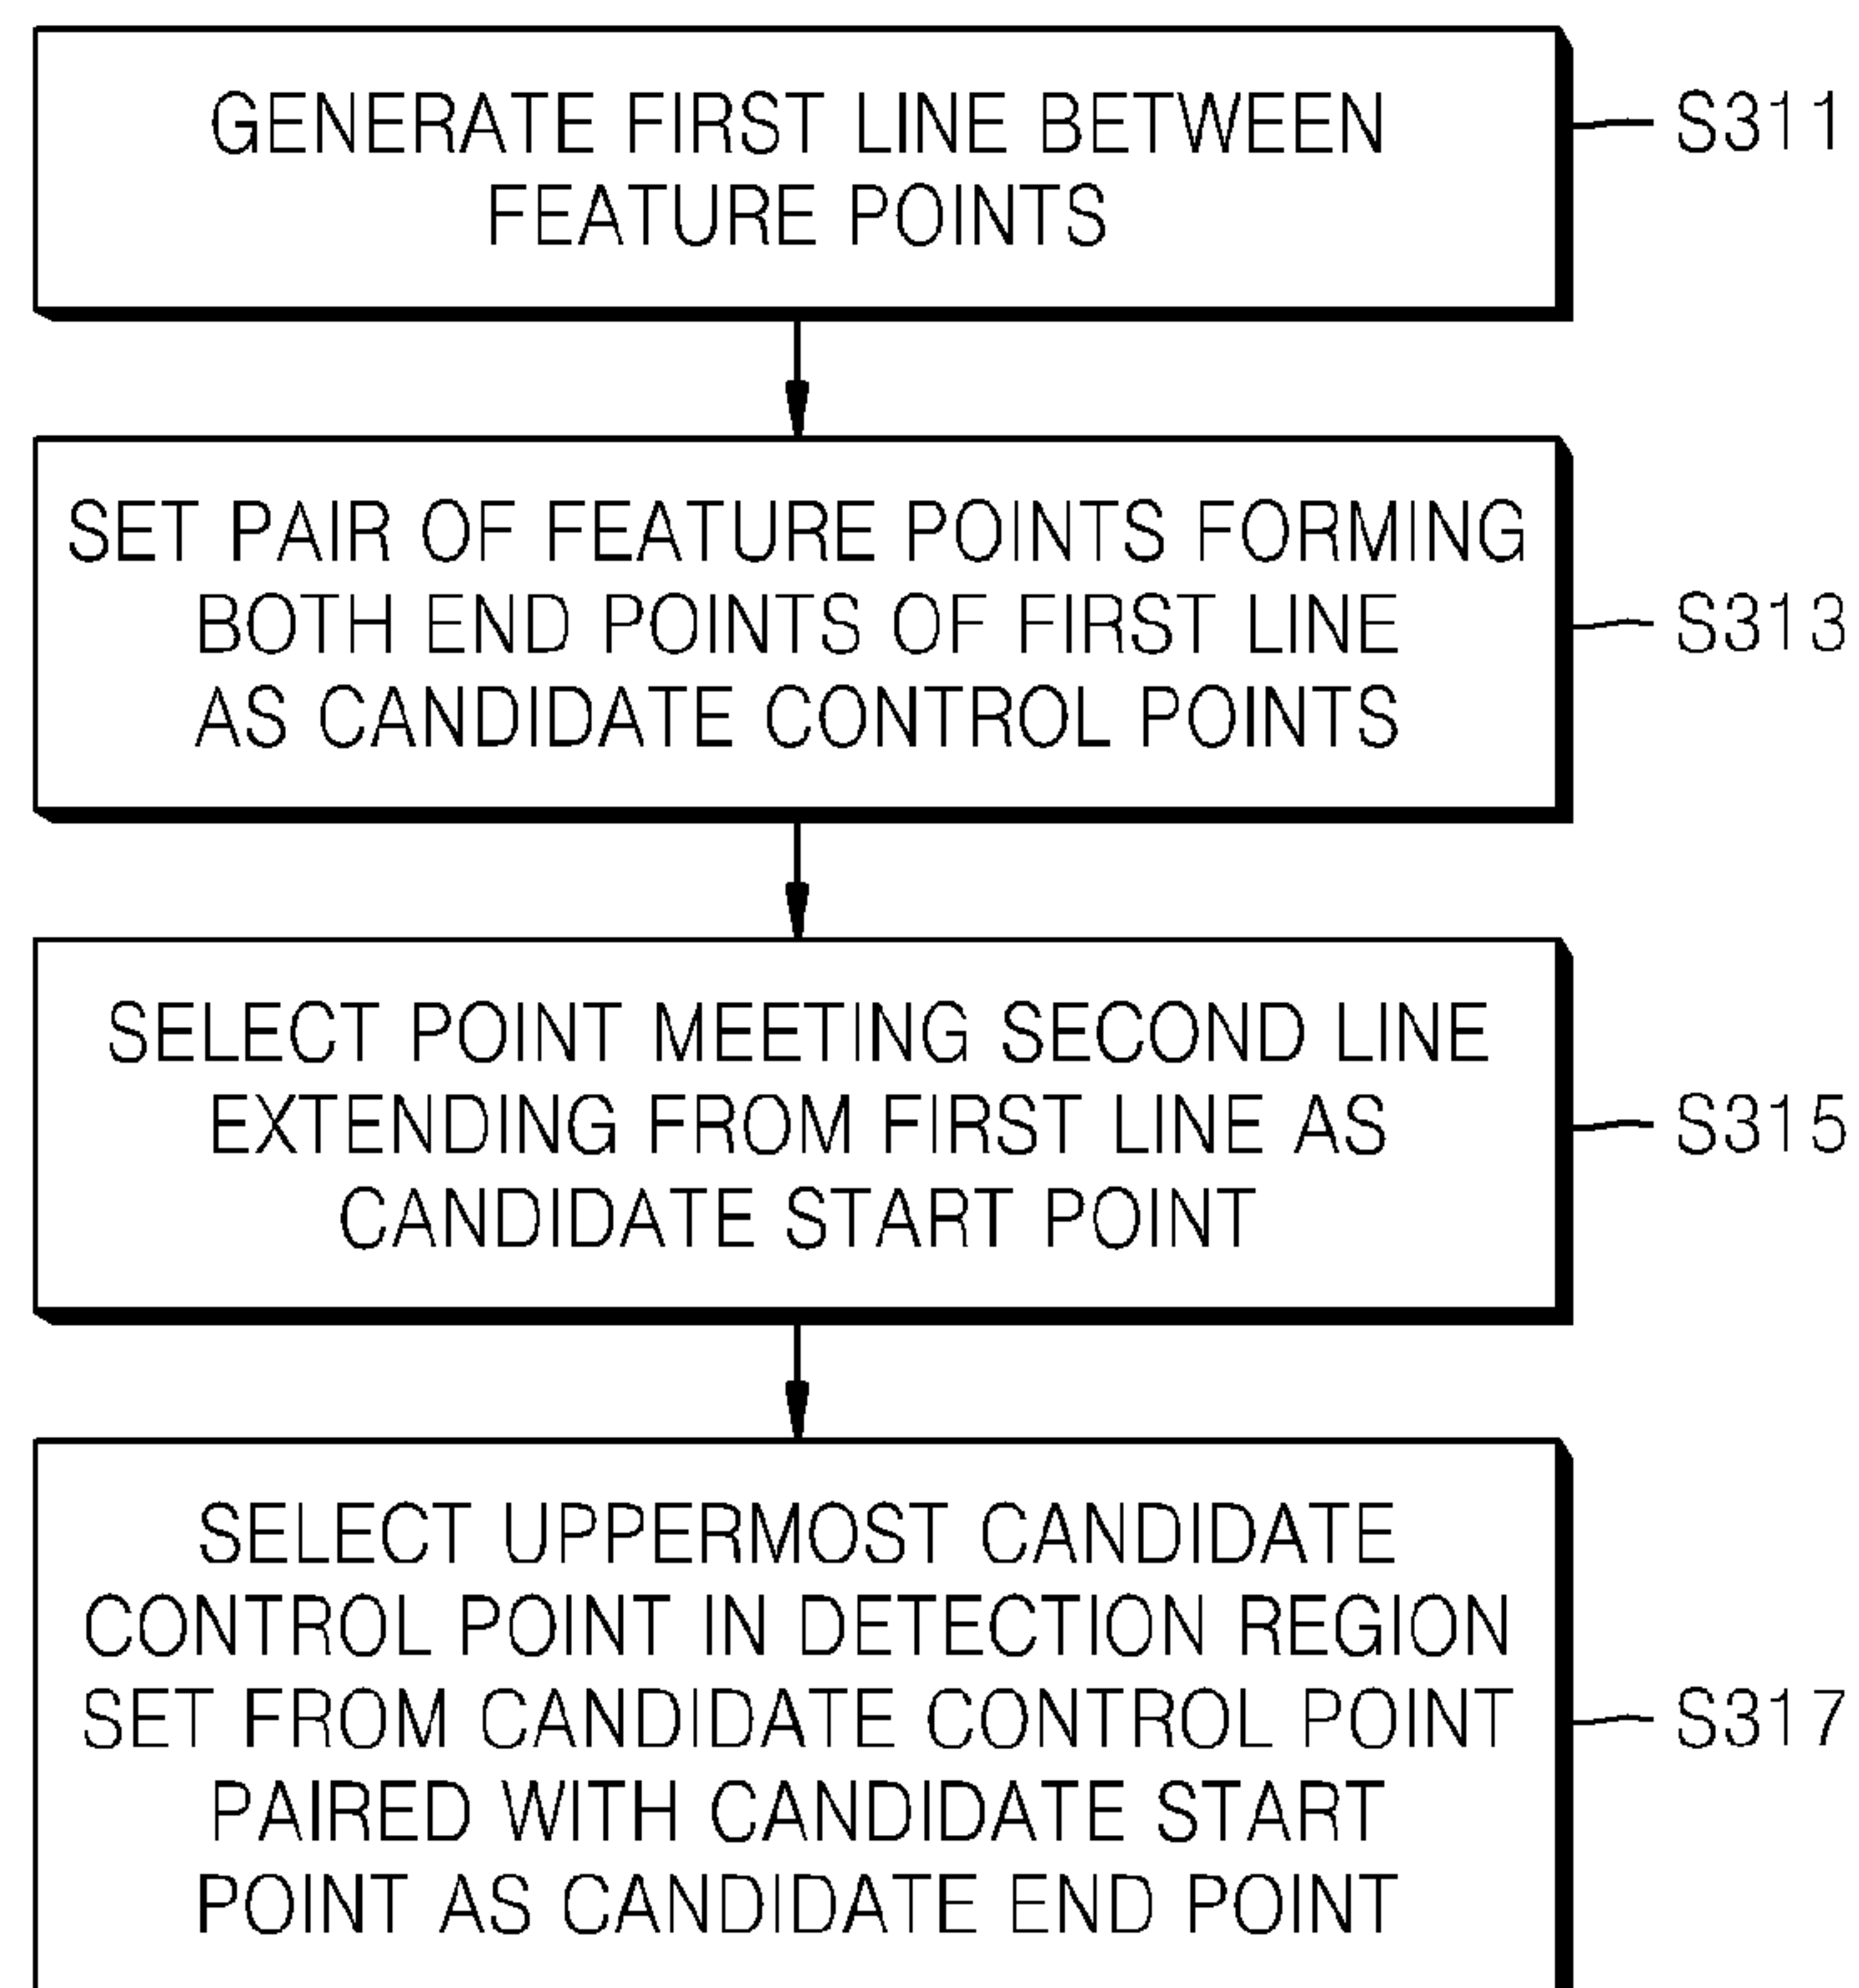 GENERATE FIRST LINE BETWEEN
FEATURE POINTS
S311
SET PAIR OF FEATURE POINTS FORMING
BOTH END POINTS OF FIRST LINE
AS CANDIDATE CONTROL POINTS
S313
SELECT POINT MEETING SECOND LINE
EXTENDING FROM FIRST LINE AS
CANDIDATE START POINT
S315
SELECT UPPERMOST CANDIDATE
CONTROL POINT IN DETECTION REGION
SET FROM CANDIDATE CONTROL POINT
PAIRED WITH CANDIDATE START
POINT AS CANDIDATE END POINT
S317